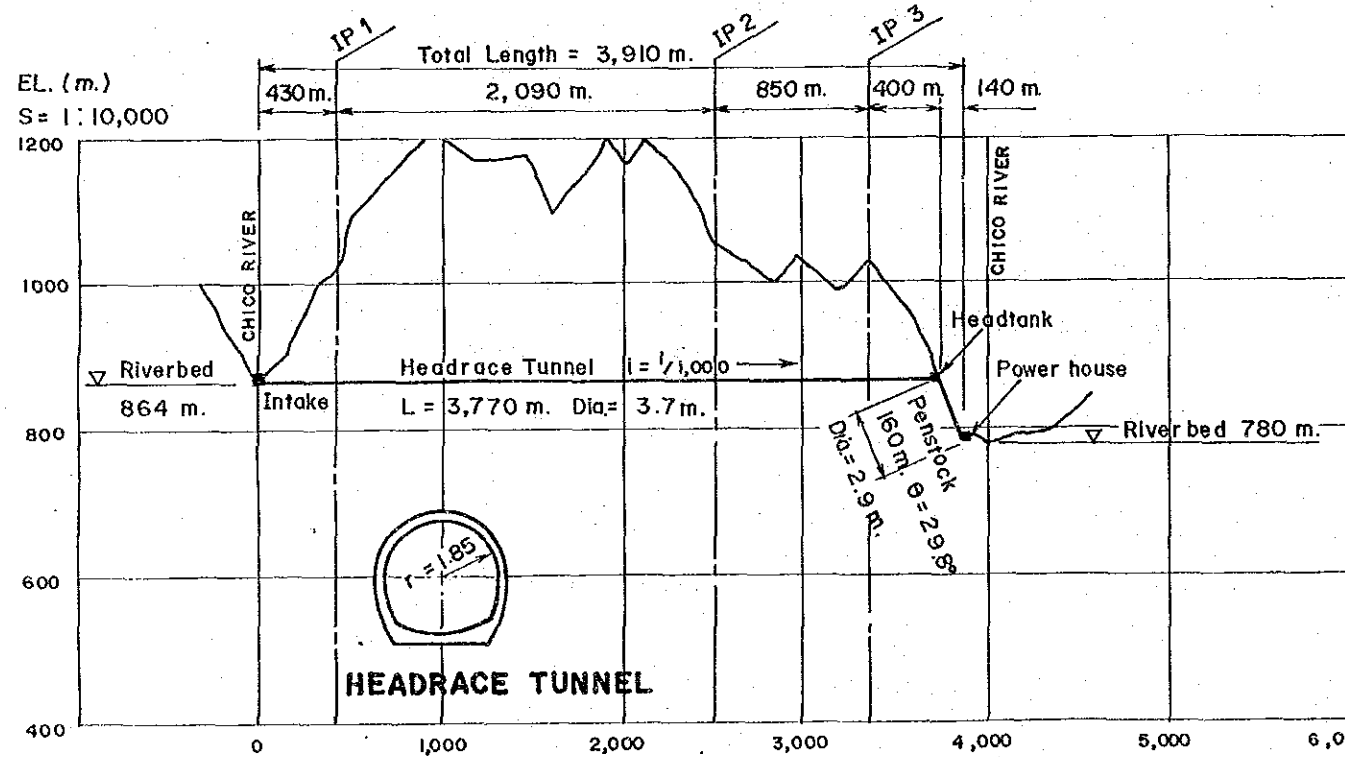 IP 1
IP 2
IP 3
Total Length = 3,910 m.
EL. (m.)
S= 1:10,000
430m.
2,090 m.
850 m.
400 m.
140 m.
1200
1000
800
600
400
CHICO RIVER
CHICO RIVER
Riverbed
864 m.
Intake
Headrace Tunnel i = 1/1,000
L = 3,770 m. Dia.= 3.7 m.
Headtank
Power house
Riverbed 780 m.
Penstock
160 m. θ = 29.8°
Dia.= 2.9 m.
r = 1.85
HEADRACE TUNNEL
0
1,000
2,000
3,000
4,000
5,000
6,0